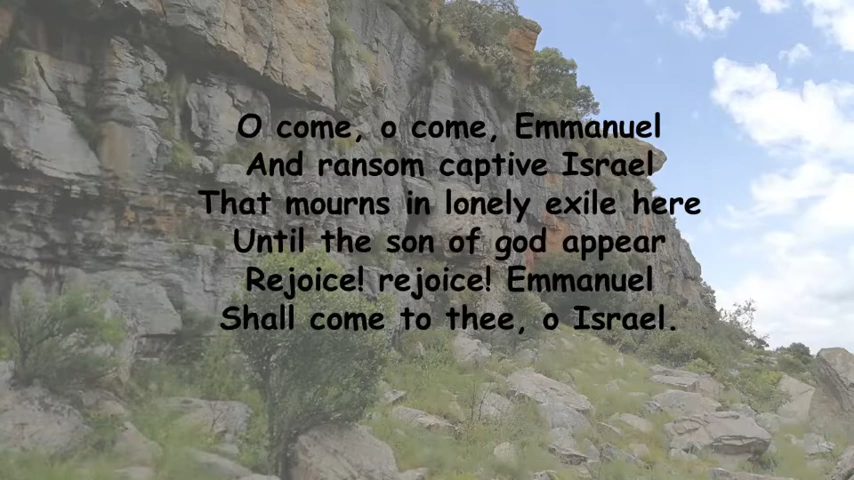 O come, o come, Emmanuel
And ransom captive Israel
That mourns in lonely exile here
Until the son of god appear
Rejoice! rejoice! Emmanuel
Shall come to thee, o Israel.